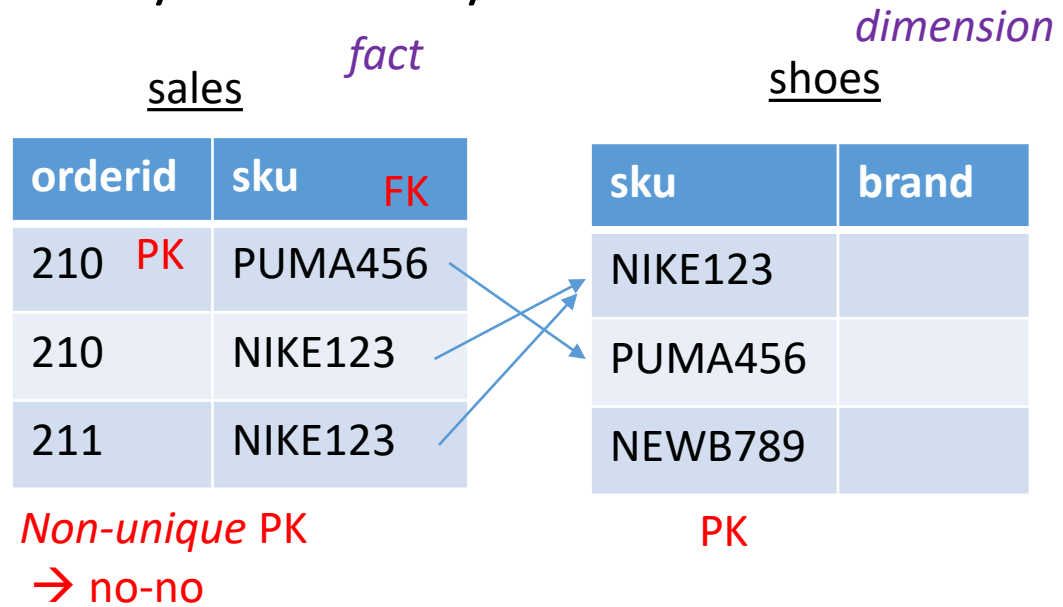 fact
dimension
sales
shoes
orderid sku FK
210 PK PUMA456
210 NIKE123
211 NIKE123
sku brand
NIKE123
PUMA456
NEWB789
Non-unique PK
→ no-no
PK